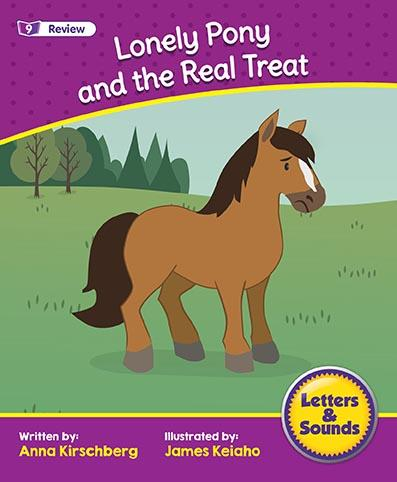 9 Review
Lonely Pony
and the Real Treat
Letters
&
Sounds
Written by:
Anna Kirschberg
Illustrated by:
James Keiaho